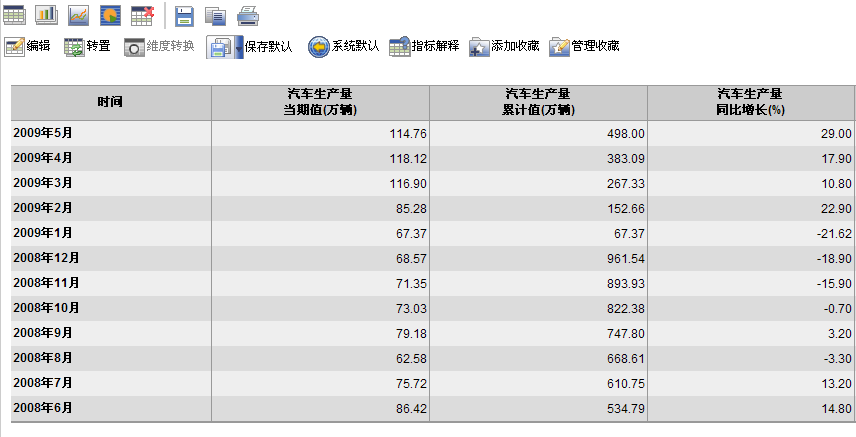 编辑 转置 维度转换 保存默认 系统默认 指标解释 添加收藏 管理收藏
时间 汽车生产量 当期值(万辆) 汽车生产量 累计值(万辆) 汽车生产量 同比增长(%)
2009年5月 114.76 498.00 29.00
2009年4月 118.12 383.09 17.90
2009年3月 116.90 267.33 10.80
2009年2月 85.28 152.66 22.90
2009年1月 67.37 67.37 -21.62
2008年12月 68.57 961.54 -18.90
2008年11月 71.35 893.93 -15.90
2008年10月 73.03 822.38 -0.70
2008年9月 79.18 747.80 3.20
2008年8月 62.58 668.61 -3.30
2008年7月 75.72 610.75 13.20
2008年6月 86.42 534.79 14.80